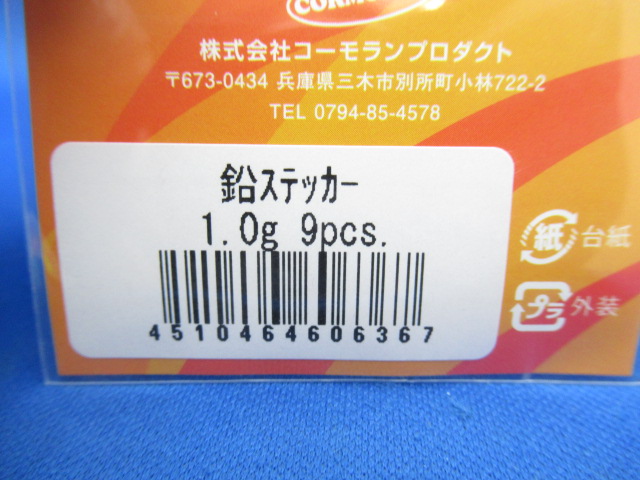 株式会社コーモランプロダクト
〒673-0434 兵庫県三木市別所町小林722-2
TEL 0794-85-4578
鉛ステッカー
1.0g 9pcs.
4510464606367
紙 台紙
プラ 外装